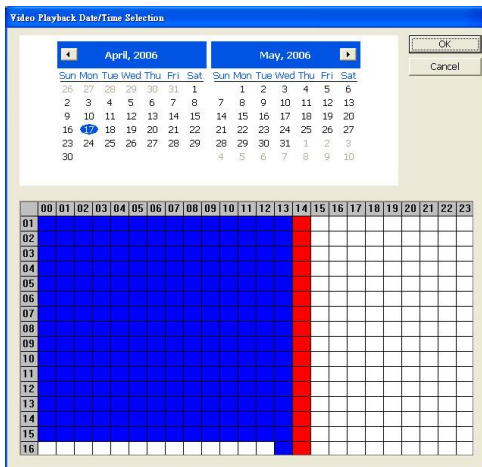 Video Playback Date/Time Selection
OK
Cancel
April, 2006 May, 2006
Sun Mon Tue Wed Thu Fri Sat Sun Mon Tue Wed Thu Fri Sat
26 27 28 29 30 31 1 1 2 3 4 5 6
2 3 4 5 6 7 8 7 8 9 10 11 12 13
9 10 11 12 13 14 15 14 15 16 17 18 19 20
16 17 18 19 20 21 22 21 22 23 24 25 26 27
23 24 25 26 27 28 29 28 29 30 31 1 2 3
30 4 5 6 7 8 9 10
00 01 02 03 04 05 06 07 08 09 10 11 12 13 14 15 16 17 18 19 20 21 22 23
01
02
03
04
05
06
07
08
09
10
11
12
13
14
15
16